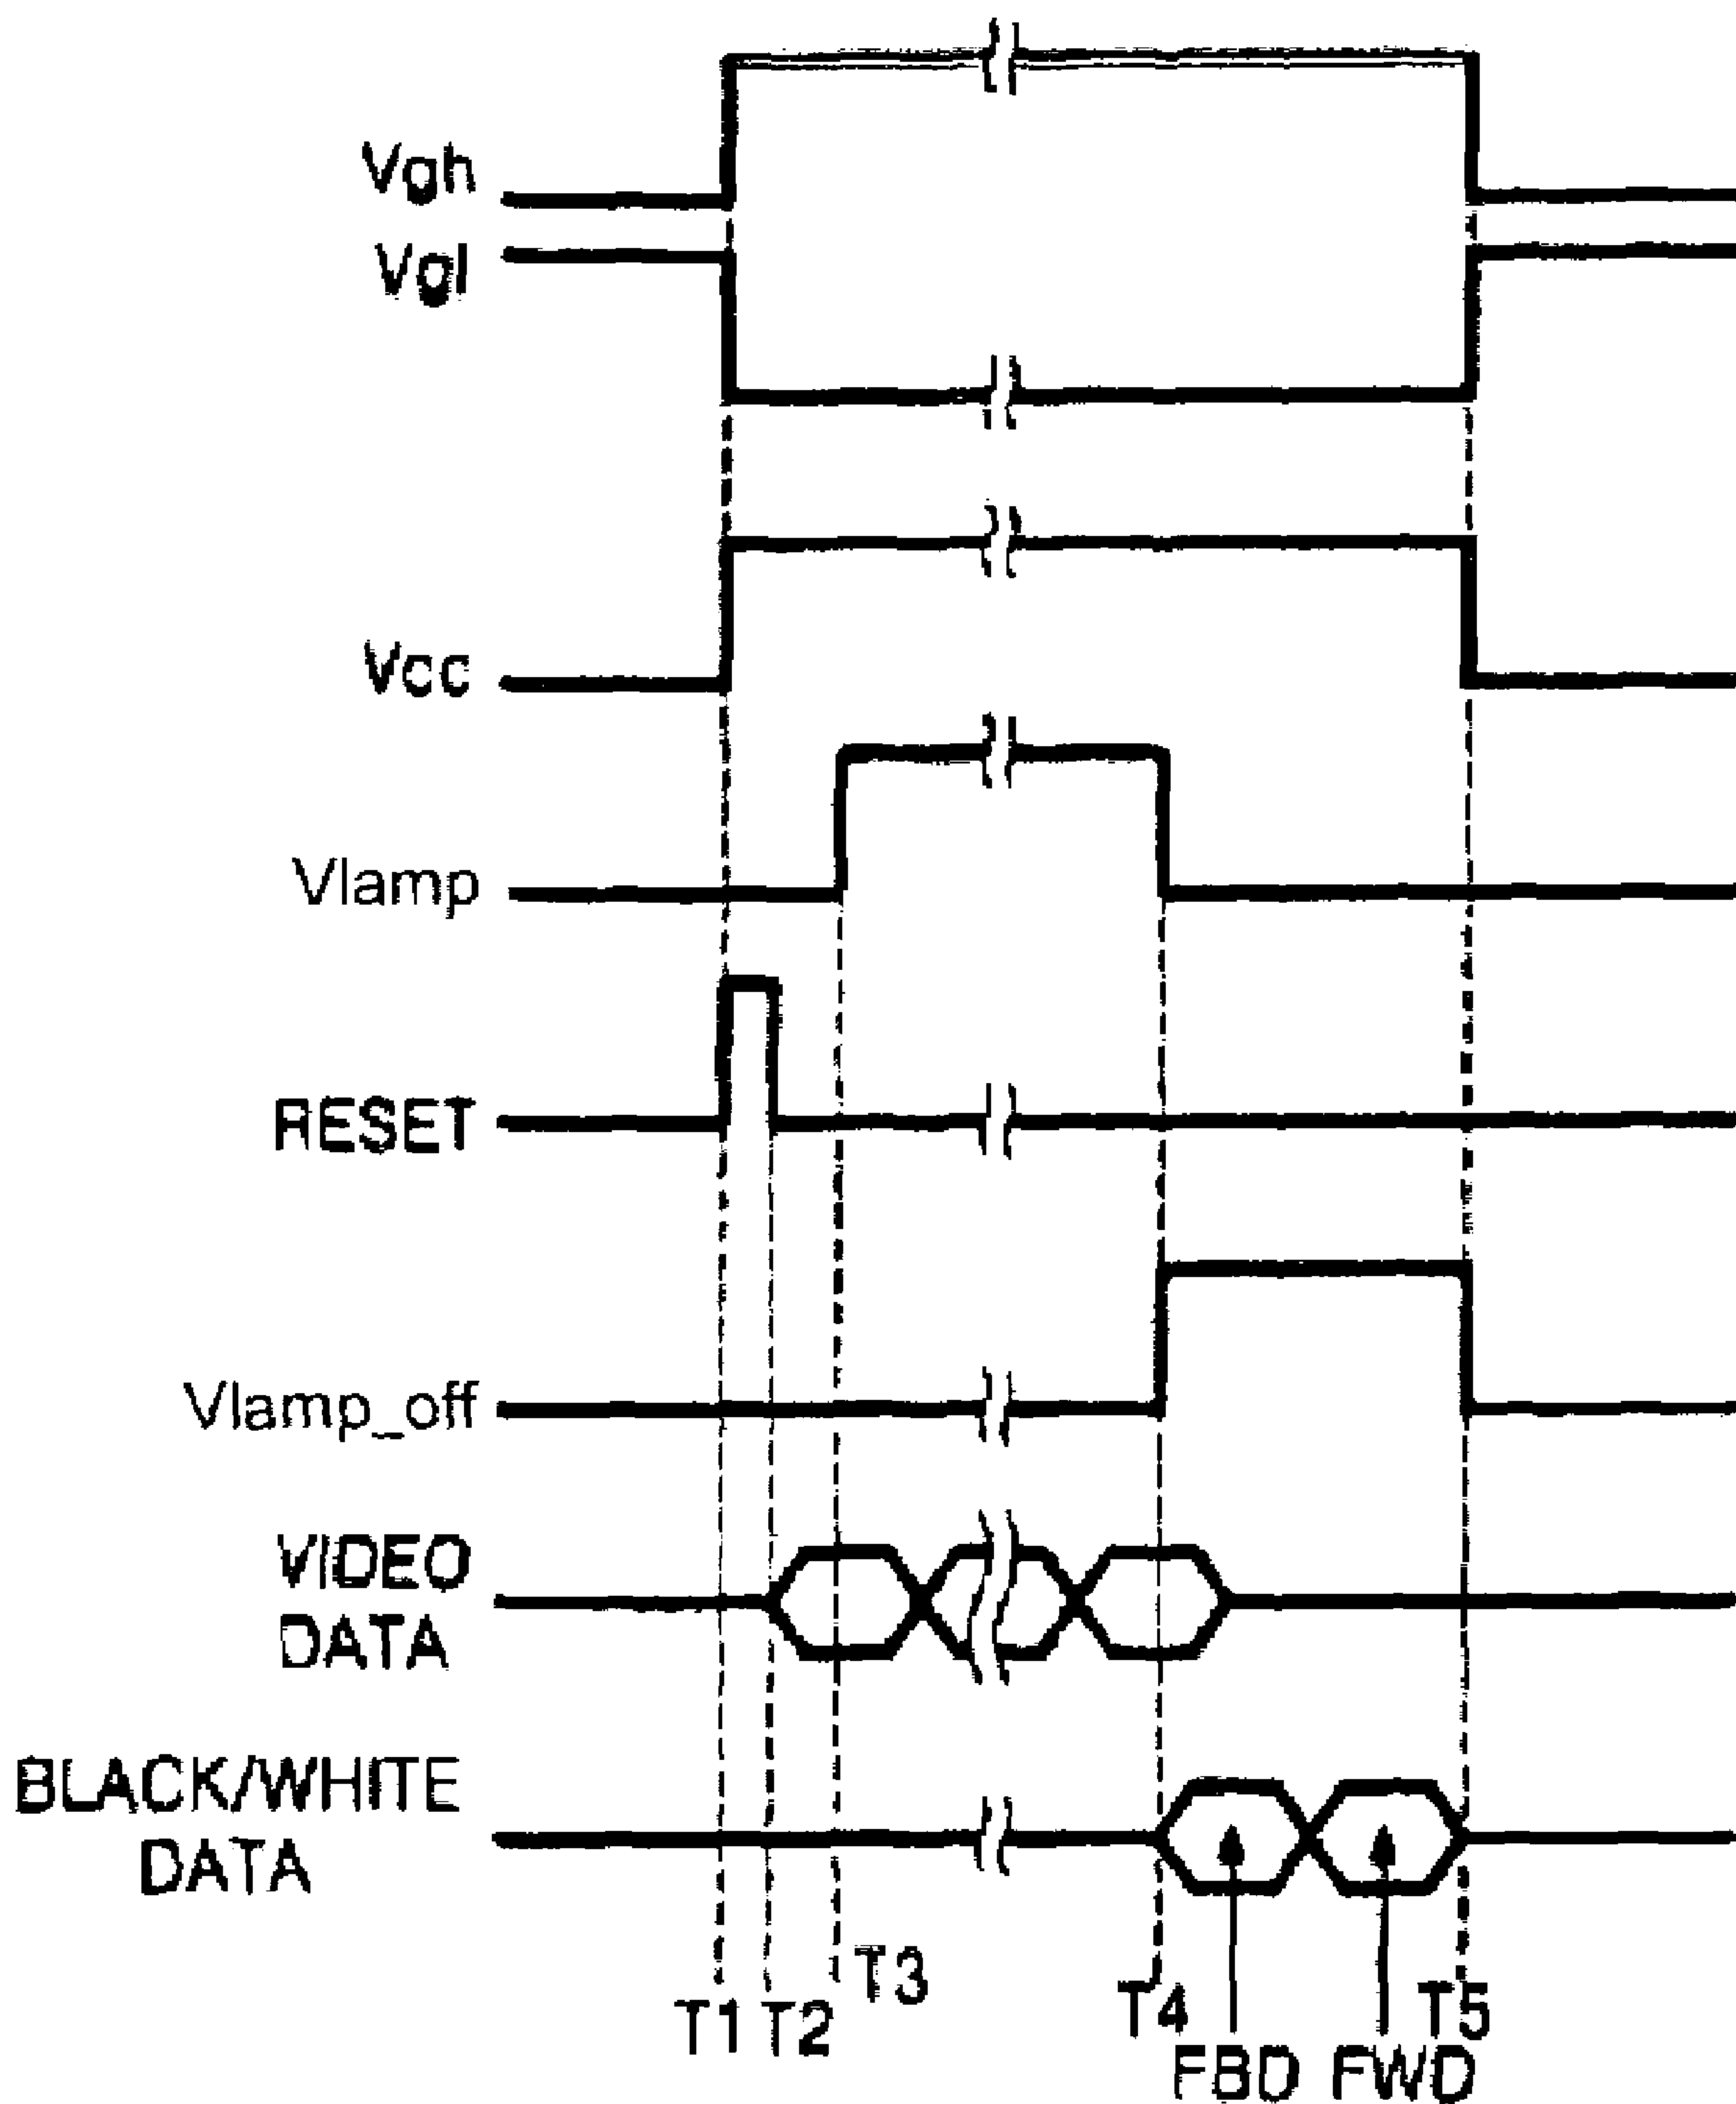 Vgh
Vgl
Vcc
Vlamp
RESET
Vlamp_off
VIDEO
DATA
BLACK/WHITE
DATA
T1 T2 T3 T4 T5
FBD FWD